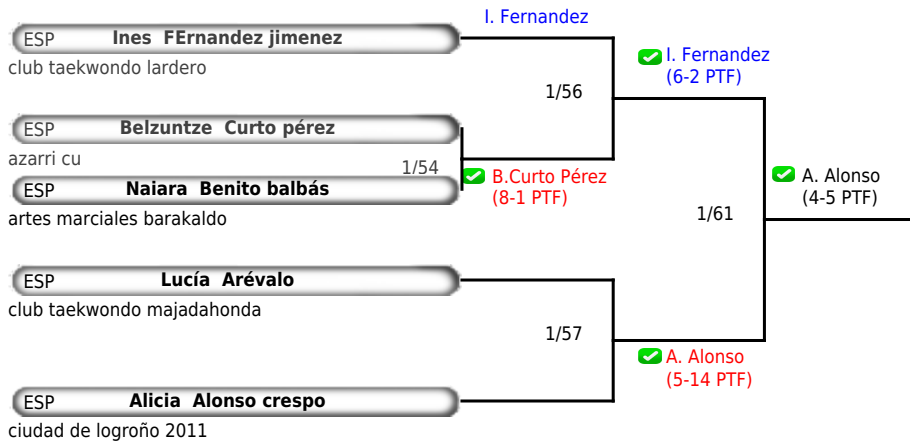 I. Fernandez
ESP Ines FErnandez jimenez
club taekwondo lardero
I. Fernandez
(6-2 PTF)
1/56
ESP Belzuntze Curto pérez
azarri cu
1/54
B.Curto Pérez
(8-1 PTF)
ESP Naiara Benito balbás
artes marciales barakaldo
A. Alonso
(4-5 PTF)
1/61
ESP Lucía Arévalo
club taekwondo majadahonda
1/57
A. Alonso
(5-14 PTF)
ESP Alicia Alonso crespo
ciudad de logroño 2011